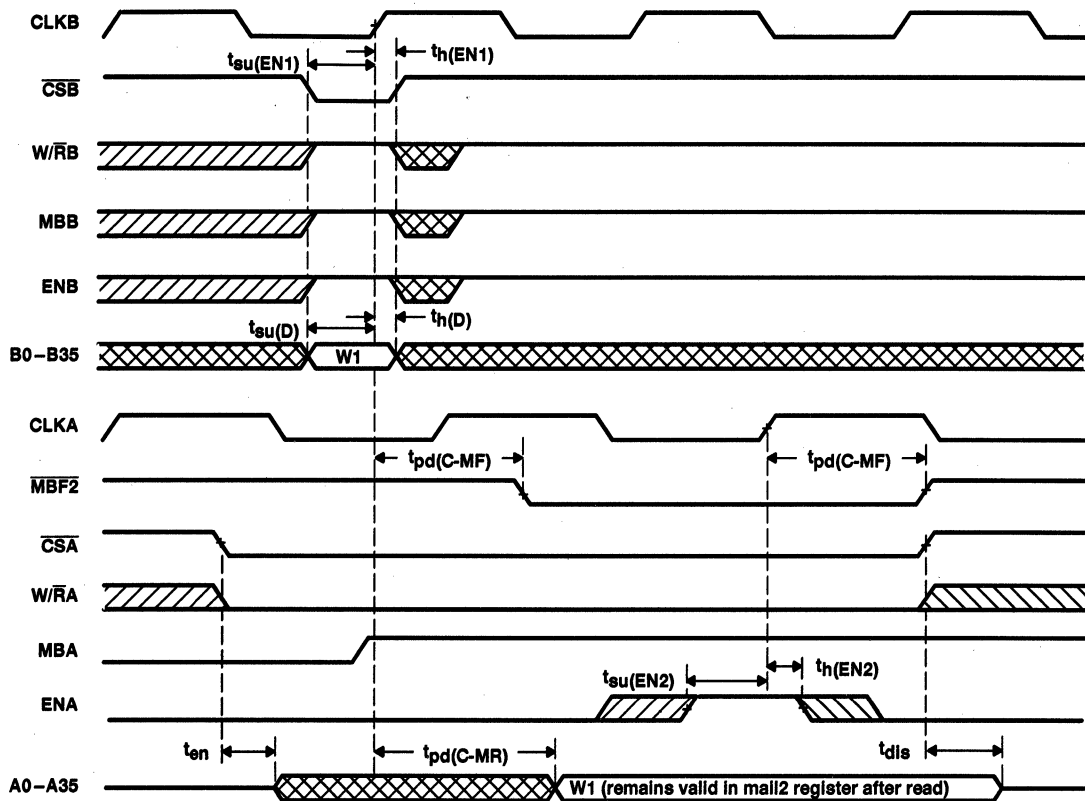 CLKB
tsu(EN1)
th(EN1)
CSB
W/RB
MBB
ENB
tsu(D)
th(D)
B0–B35
W1
CLKA
tpd(C-MF)
tpd(C-MF)
MBF2
CSA
W/RA
MBA
tsu(EN2)
th(EN2)
ENA
ten
tpd(C-MR)
tdis
A0–A35
W1 (remains valid in mail2 register after read)